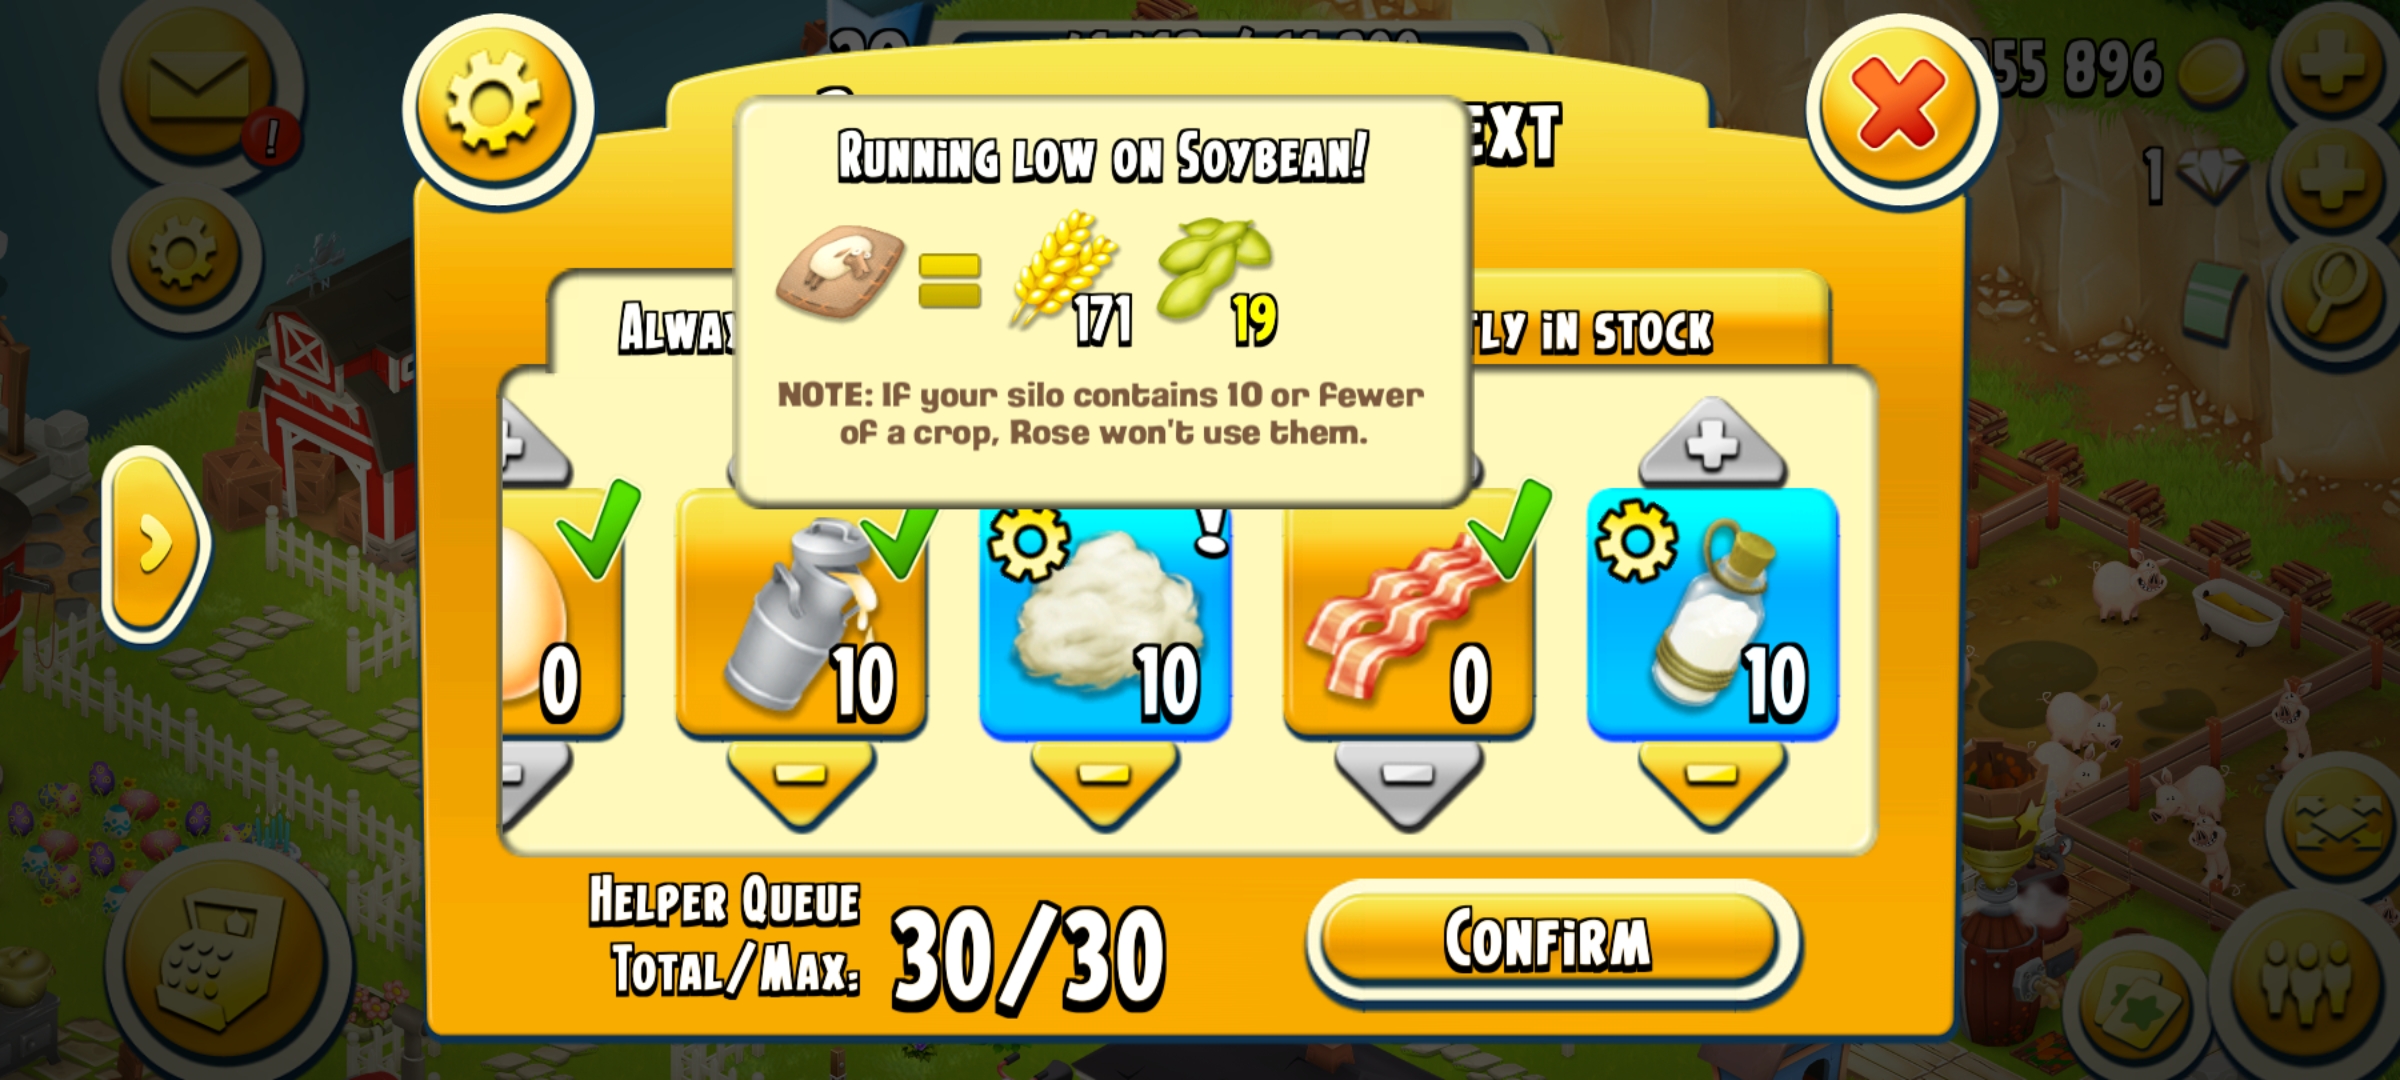 55 896
1
EXT
RUNNiNG LOW ON SOYBEAN!
171
19
NOTE: If your silo contains 10 or fewer
of a crop, Rose won't use them.
iN STOCK
0
10
10
0
10
HELPER QUEUE
TOTAL/MAX:
30/30
CONFiRM